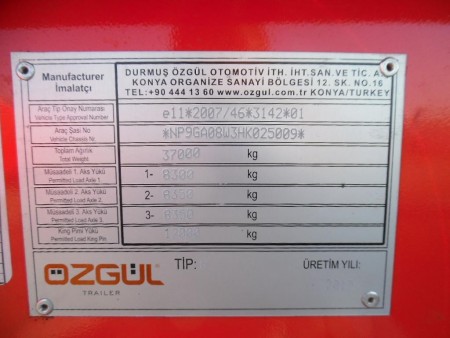 Manufacturer
İmalatçı
DURMUŞ ÖZGÜL OTOMOTİV İTH. İHT.SAN.VE TİC. A
KONYA ORGANİZE SANAYİ BÖLGESİ 12. SK. NO.16
TEL:+90 444 13 60 www.ozgul.com.tr KONYA/TURKEY
Araç Tip Onay Numarası
Vehicle Type Approval Number
e11*2007/46*3142*01
Araç Şasi No
Vehicle Chassis Nr.
*NP9GA08W3HK025009*
Toplam Ağırlık
Total Weight
37000 kg
Müsaadeli 1. Aks Yükü
Permitted Load Axle 1.
1- kg
Müsaadeli 2. Aks Yükü
Permitted Load Axle 2.
2- kg
Müsaadeli 3. Aks Yükü
Permitted Load Axle 3.
3- kg
King Pimi Yükü
Permitted Load King Pin
kg
ÖZGÜL
TRAILER
TİP:
ÜRETİM YILI: